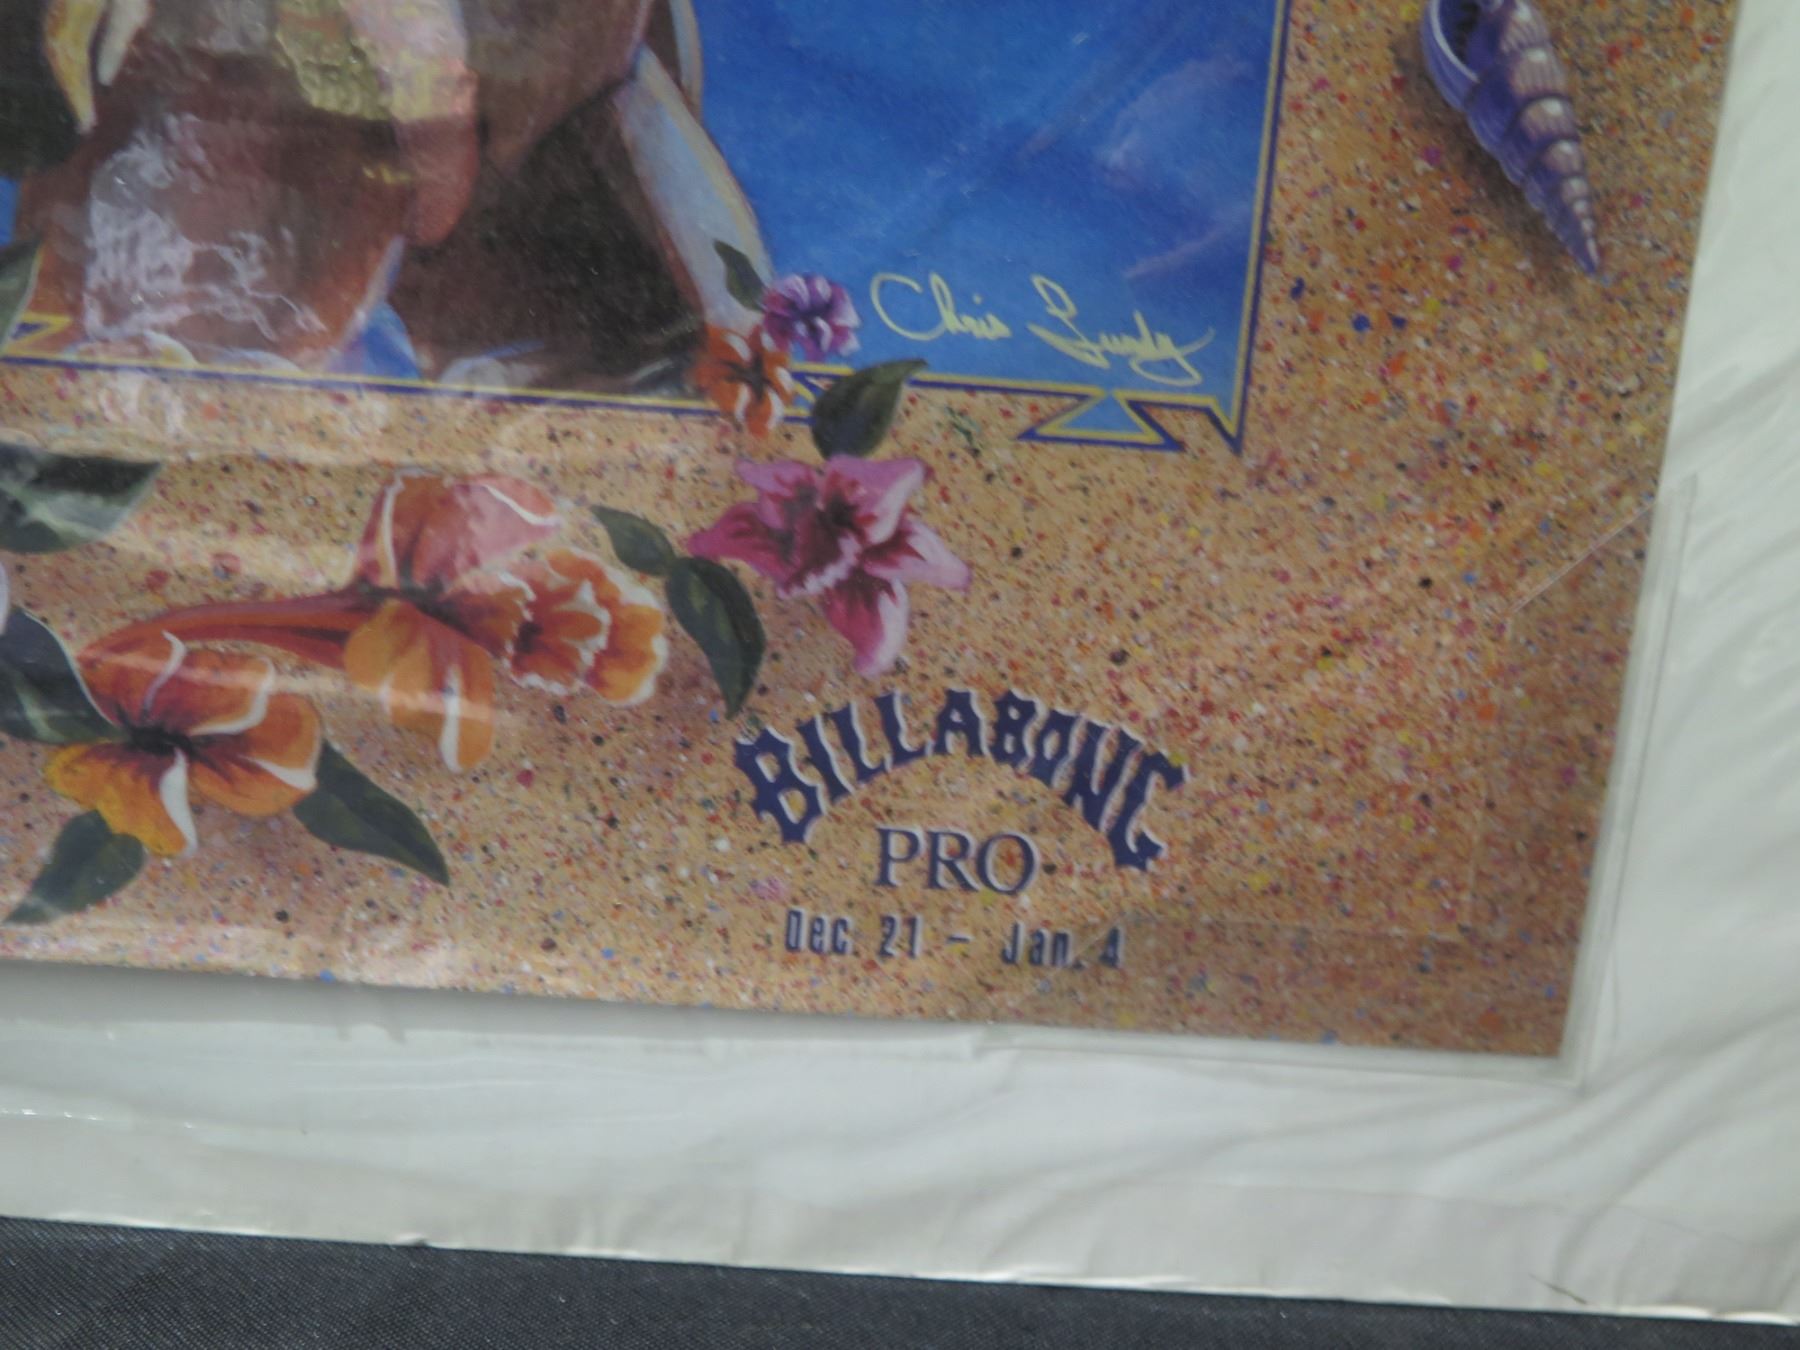 Chris Lundy
BILLABONG
PRO
Dec. 21 - Jan. 4